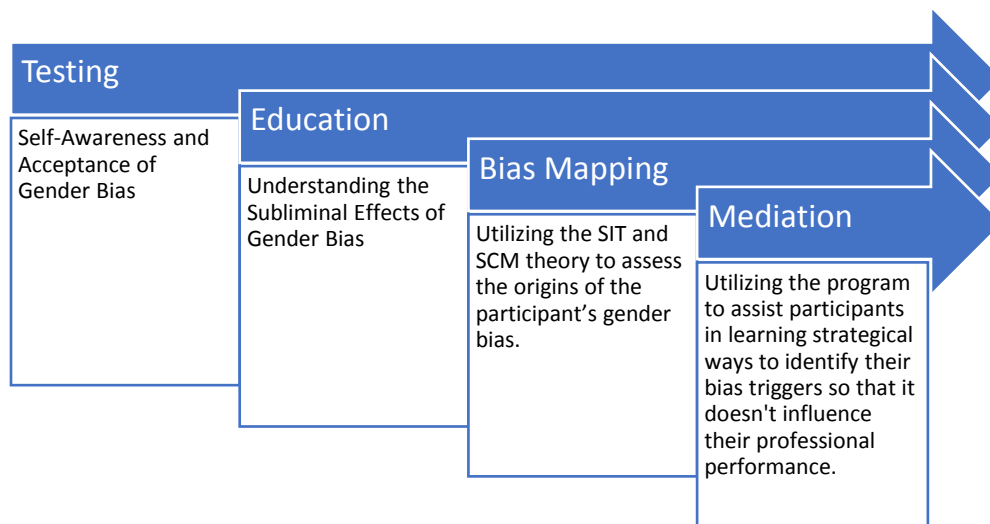 Testing
Self-Awareness and
Acceptance of
Gender Bias
Education
Understanding the
Subliminal Effects of
Gender Bias
Bias Mapping
Utilizing the SIT and
SCM theory to assess
the origins of the
participant’s gender
bias.
Mediation
Utilizing the program
to assist participants
in learning strategical
ways to identify their
bias triggers so that it
doesn't influence
their professional
performance.